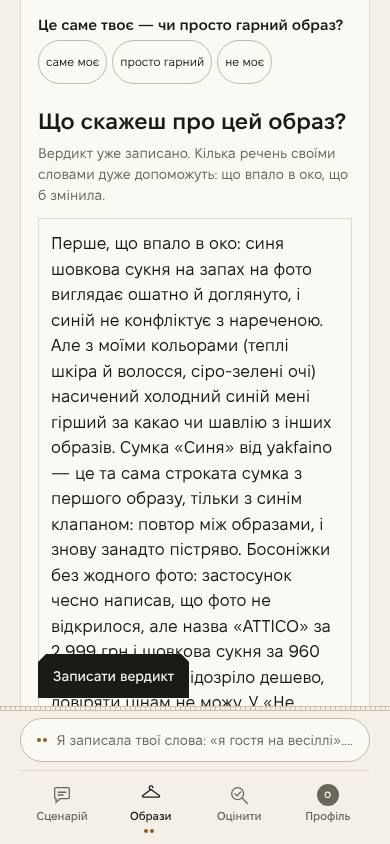 Це саме твоє — чи просто гарний образ?
саме моє
просто гарний
не моє
Що скажеш про цей образ?
Вердикт уже записано. Кілька речень своїми
словами дуже допоможуть: що впало в око, що
б змінила.
Перше, що впало в око: синя
шовкова сукня на запах на фото
виглядає ошатно й доглянуто, і
синій не конфліктує з нареченою.
Але з моїми кольорами (теплі
шкіра й волосся, сіро-зелені очі)
насичений холодний синій мені
гірший за какао чи шавлію з інших
образів. Сумка «Синя» від yakfaino
— це та сама строката сумка з
першого образу, тільки з синім
клапаном: повтор між образами, і
знову занадто пістряво. Босоніжки
без жодного фото: застосунок
чесно написав, що фото не
відкрилося, але назва «ATTICO» за
2 999 грн і шовкова сукня за 960
Записати вердикт
ідозріло дешево,
довіряти цінам не можу. У «Не
Я записала твої слова: «я гостя на весіллі»....
Сценарій
Образи
Оцінити
О
Профіль